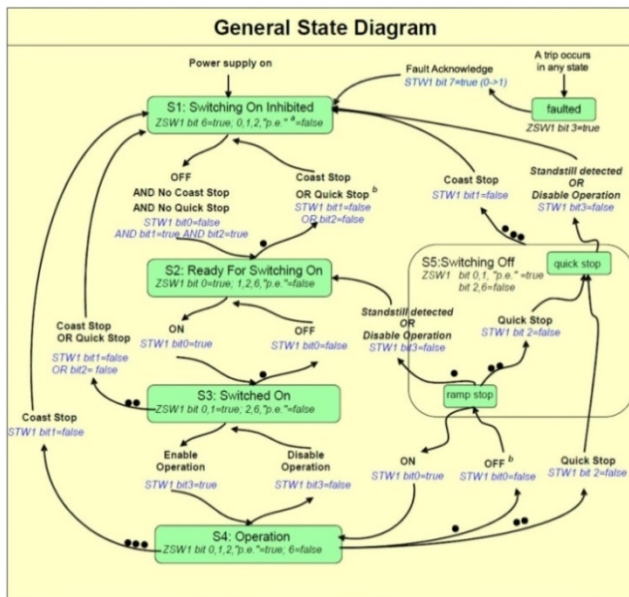 General State Diagram
Power supply on
Fault Acknowledge
STW1 bit 7=true (0->1)
A trip occurs
in any state
S1: Switching On Inhibited
ZSW1 bit 6=true; 0,1,2,"p.e." a=false
faulted
ZSW1 bit 3=true
OFF
AND No Coast Stop
AND No Quick Stop
STW1 bit0=false
AND bit1=true AND bit2=true
Coast Stop
OR Quick Stop b
STW1 bit1=false
OR bit2=false
Coast Stop
STW1 bit1=false
Standstill detected
OR
Disable Operation
STW1 bit3=false
S2: Ready For Switching On
ZSW1 bit 0=true; 1,2,6,"p.e."=false
S5:Switching Off
ZSW1 bit 0,1, "p.e." =true
bit 2,6=false
quick stop
Coast Stop
OR Quick Stop
STW1 bit1=false
OR bit2= false
ON
STW1 bit0=true
OFF
STW1 bit0=false
Standstill detected
OR
Disable Operation
STW1 bit3=false
Quick Stop
STW1 bit 2=false
S3: Switched On
ZSW1 bit 0,1=true; 2,6,"p.e."=false
ramp stop
Coast Stop
STW1 bit1=false
Enable
Operation
STW1 bit3=true
Disable
Operation
STW1 bit3=false
ON
STW1 bit0=true
OFF b
STW1 bit0=false
Quick Stop
STW1 bit 2=false
S4: Operation
ZSW1 bit 0,1,2,"p.e."=true; 6=false